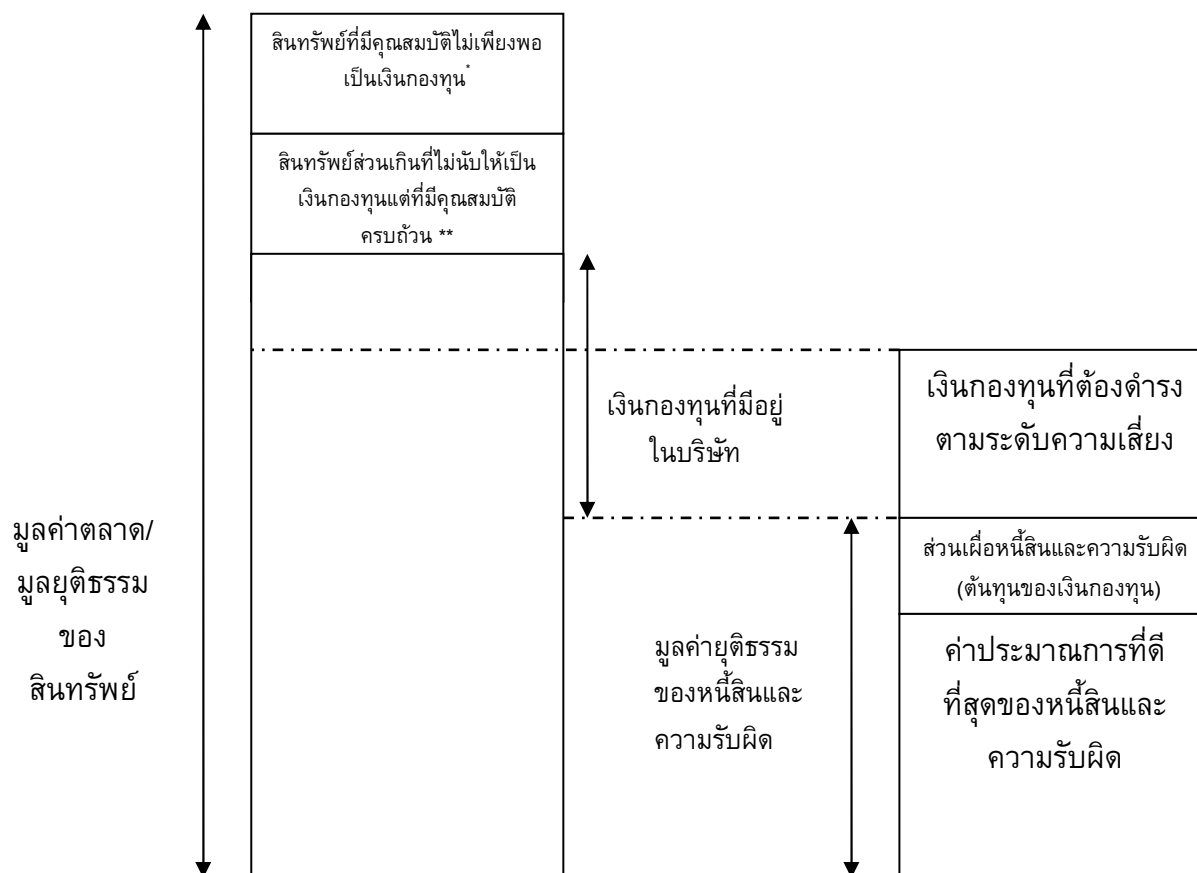 สินทรัพย์ที่มีคุณสมบัติไม่เพียงพอ
เป็นเงินกองทุน*
สินทรัพย์ส่วนเกินที่ไม่นับให้เป็น
เงินกองทุนแต่ที่มีคุณสมบัติ
ครบถ้วน **
เงินกองทุนที่มีอยู่
ในบริษัท
เงินกองทุนที่ต้องดำรง
ตามระดับความเสี่ยง
มูลค่าตลาด/
มูลยุติธรรม
ของ
สินทรัพย์
ส่วนเผื่อหนี้สินและความรับผิด
(ต้นทุนของเงินกองทุน)
มูลค่ายุติธรรม
ของหนี้สินและ
ความรับผิด
ค่าประมาณการที่ดี
ที่สุดของหนี้สินและ
ความรับผิด